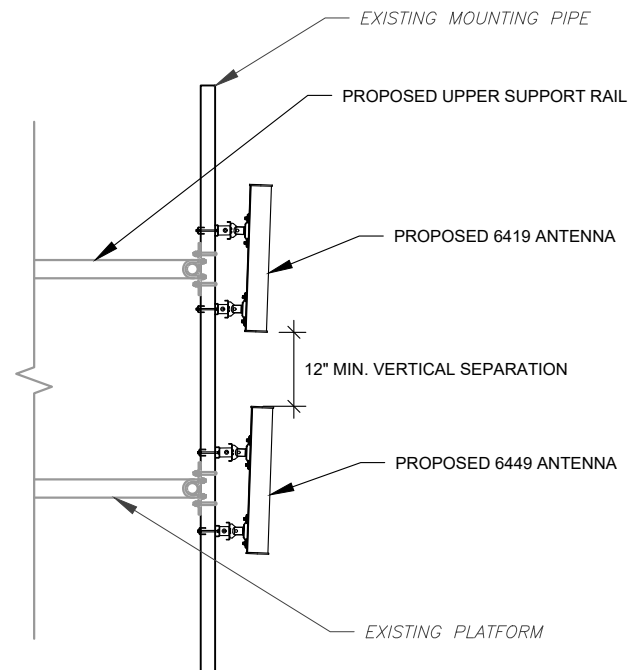 EXISTING MOUNTING PIPE
PROPOSED UPPER SUPPORT RAIL
PROPOSED 6419 ANTENNA
12" MIN. VERTICAL SEPARATION
PROPOSED 6449 ANTENNA
EXISTING PLATFORM